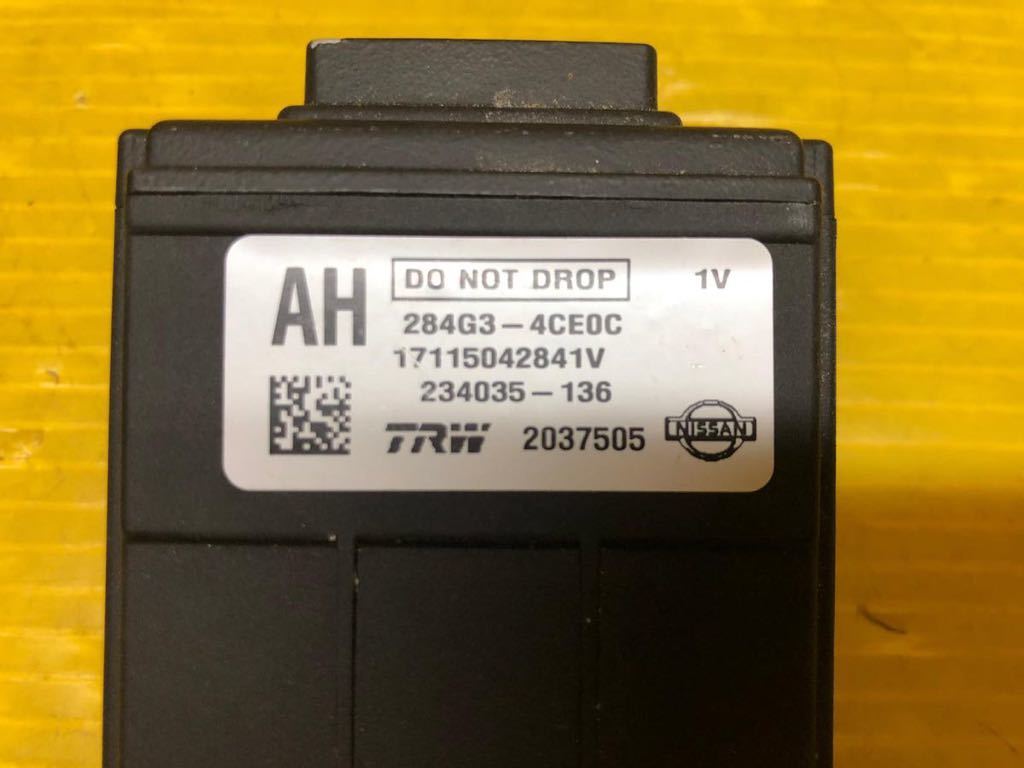 AH
DO NOT DROP
1V
284G3-4CE0C
17115042841V
234035-136
TRW 2037505 NISSAN